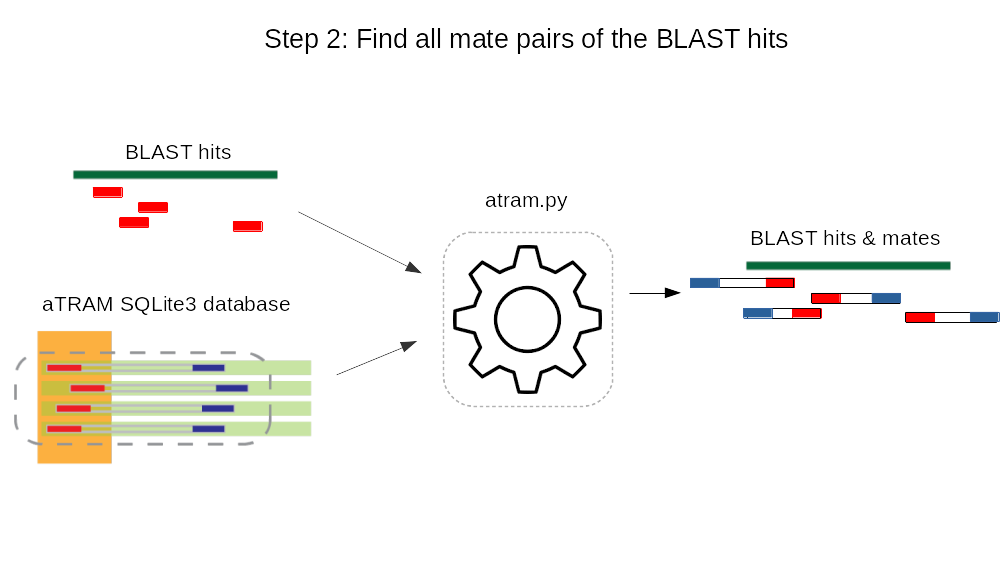 Step 2: Find all mate pairs of the BLAST hits
BLAST hits
atram.py
BLAST hits & mates
aTRAM SQLite3 database